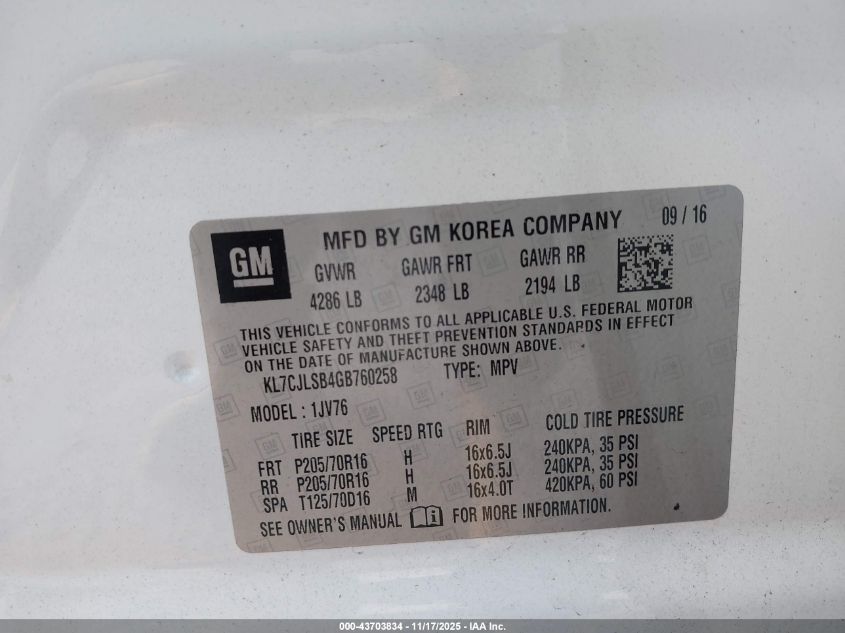 GM
MFD BY GM KOREA COMPANY 09 / 16
GVWR GAWR FRT GAWR RR
4286 LB 2348 LB 2194 LB
THIS VEHICLE CONFORMS TO ALL APPLICABLE U.S. FEDERAL MOTOR
VEHICLE SAFETY AND THEFT PREVENTION STANDARDS IN EFFECT
ON THE DATE OF MANUFACTURE SHOWN ABOVE.
KL7CJLSB4GB760258 TYPE: MPV
MODEL : 1JV76
TIRE SIZE SPEED RTG RIM COLD TIRE PRESSURE
FRT P205/70R16 H 16x6.5J 240KPA, 35 PSI
RR P205/70R16 H 16x6.5J 240KPA, 35 PSI
SPA T125/70D16 M 16x4.0T 420KPA, 60 PSI
SEE OWNER'S MANUAL FOR MORE INFORMATION.
000-43703834 - 11/17/2025 - IAA Inc.